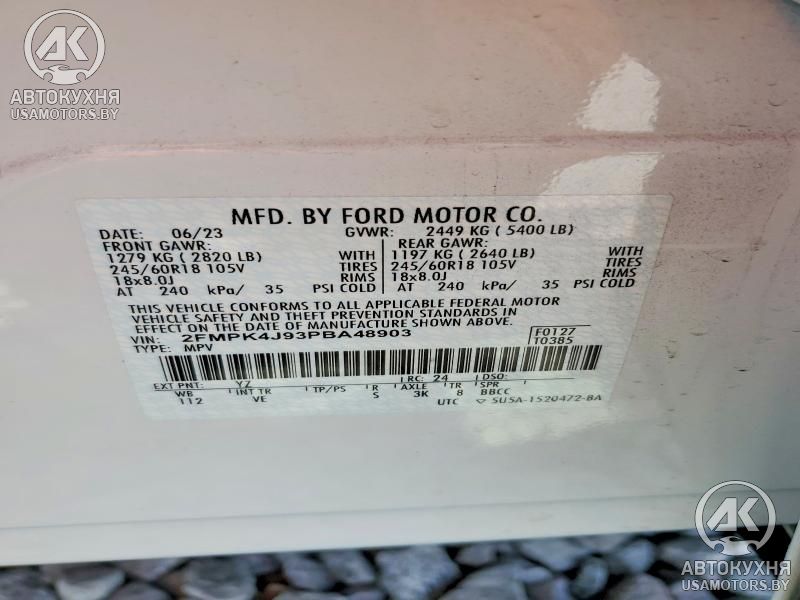 AK
АВТОКУХНЯ
USAMOTORS.BY
MFD. BY FORD MOTOR CO.
DATE: 06/23 GVWR: 2449 KG ( 5400 LB)
FRONT GAWR: REAR GAWR:
1279 KG ( 2820 LB) WITH 1197 KG ( 2640 LB) WITH
245/60R18 105V TIRES 245/60R18 105V TIRES
18x8.0J RIMS 18x8.0J RIMS
AT 240 kPa/ 35 PSI COLD AT 240 kPa/ 35 PSI COLD
THIS VEHICLE CONFORMS TO ALL APPLICABLE FEDERAL MOTOR
VEHICLE SAFETY AND THEFT PREVENTION STANDARDS IN
EFFECT ON THE DATE OF MANUFACTURE SHOWN ABOVE.
VIN: 2FMPK4J93PBA48903 F0127
TYPE: MPV T0385
EXT PNT: YZ RC: 24 DSO:
WB INT TR TP/PS R AXLE TR SPR
112 VE S 3K 8 BBCC
UTC ▽ 5U5A-1520472-BA
AK
АВТОКУХНЯ
USAMOTORS.BY